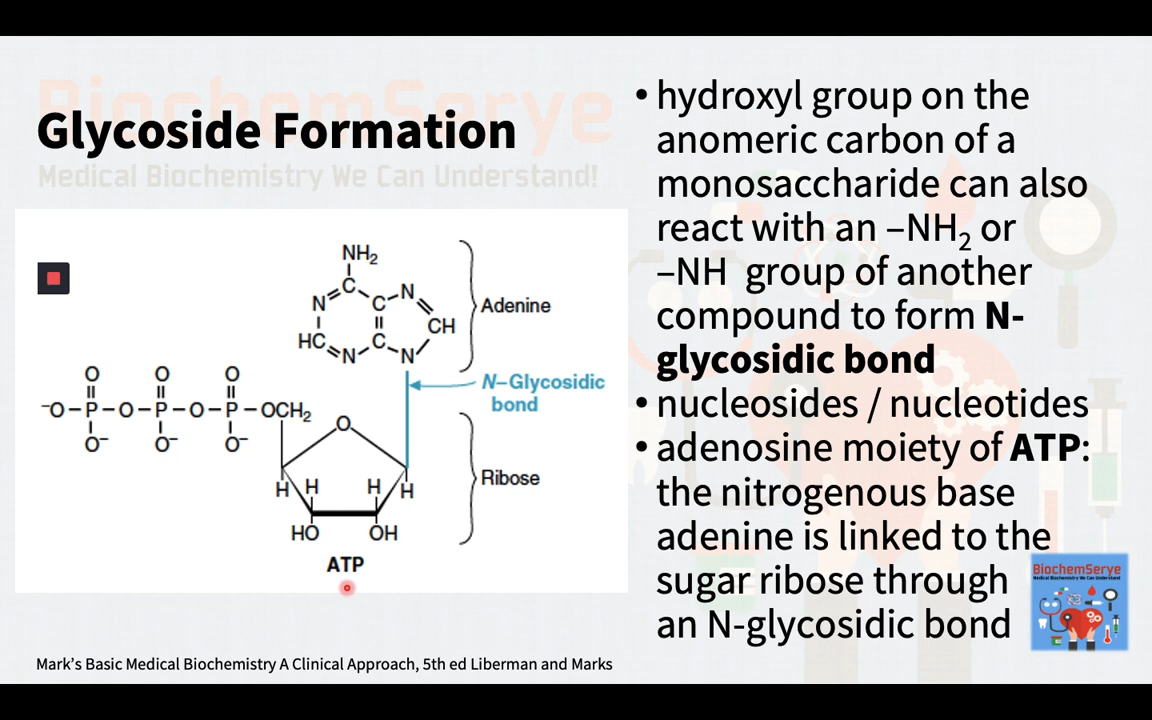 BiochemServe
Glycoside Formation
Medical Biochemistry We Can Understand!
NH₂
C
N
C
N
CH
HC
N
C
N
Adenine
N–Glycosidic
bond
O
O
O
⁻O–P–O–P–O–P–OCH₂
O⁻
O⁻
O⁻
O
H
H
H
H
Ribose
HO
OH
ATP
• hydroxyl group on the
anomeric carbon of a
monosaccharide can also
react with an –NH₂ or
–NH group of another
compound to form N-
glycosidic bond
• nucleosides / nucleotides
• adenosine moiety of ATP:
the nitrogenous base
adenine is linked to the
sugar ribose through
an N-glycosidic bond
BiochemServe
Medical Biochemistry We Can Understand!
Mark's Basic Medical Biochemistry A Clinical Approach, 5th ed Liberman and Marks